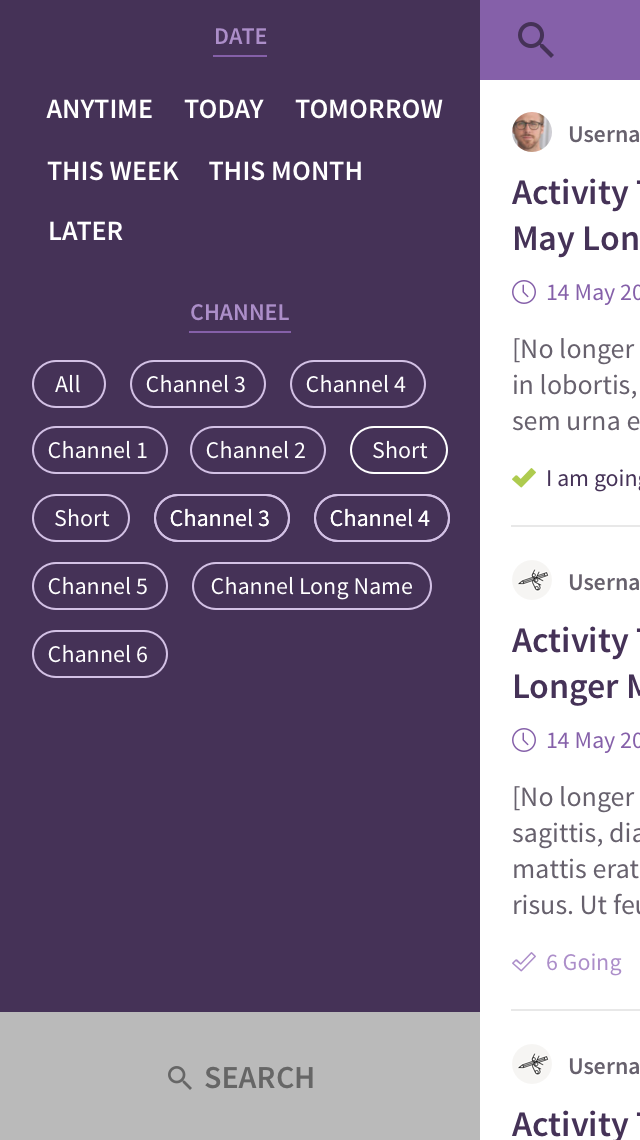 DATE
ANYTIME TODAY TOMORROW
THIS WEEK THIS MONTH
LATER
CHANNEL
All Channel 3 Channel 4
Channel 1 Channel 2 Short
Short Channel 3 Channel 4
Channel 5 Channel Long Name
Channel 6
SEARCH
Userna
Activity T
May Lon
14 May 20
[No longer
in lobortis,
sem urna e
I am going
Userna
Activity T
Longer M
14 May 20
[No longer
sagittis, dia
mattis erat
risus. Ut feu
6 Going
Userna
Activity T